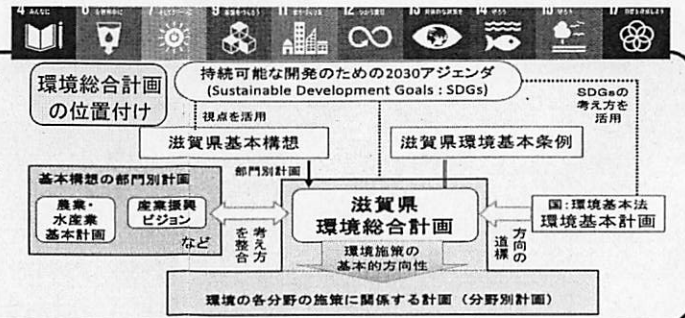 4 みんなに
環境総合計画
の位置付け
持続可能な開発のための2030アジェンダ
(Sustainable Development Goals : SDGs)
SDGsの
考え方を
活用
視点を活用
滋賀県基本構想
滋賀県環境基本条例
部門別計画
基本構想の部門別計画
農業・
水産業
基本計画
産業振興
ビジョン
など
考え方
を整合
滋賀県
環境総合計画
方向の
道標
国:環境基本法
環境基本計画
環境施策の
基本的方向性
環境の各分野の施策に関係する計画（分野別計画）